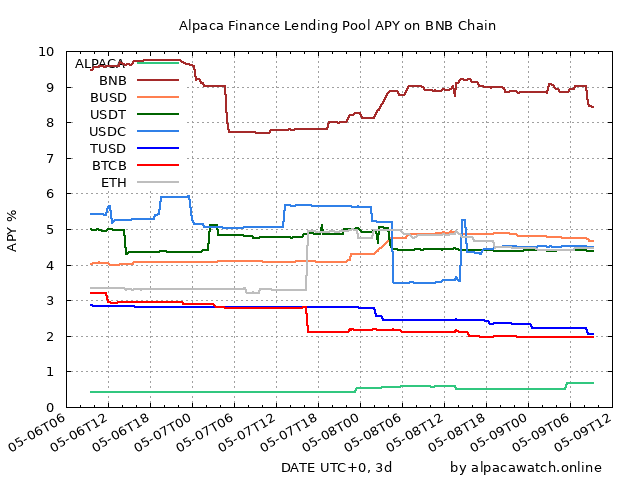 Alpaca Finance Lending Pool APY on BNB Chain
10
9
8
7
6
5
4
3
2
1
0
APY %
ALPACA
BNB
BUSD
USDT
USDC
TUSD
BTCB
ETH
05-06T06
05-06T12
05-06T18
05-07T00
05-07T06
05-07T12
05-07T18
05-08T00
05-08T06
05-08T12
05-08T18
05-09T00
05-09T06
05-09T12
DATE UTC+0, 3d
by alpacawatch.online